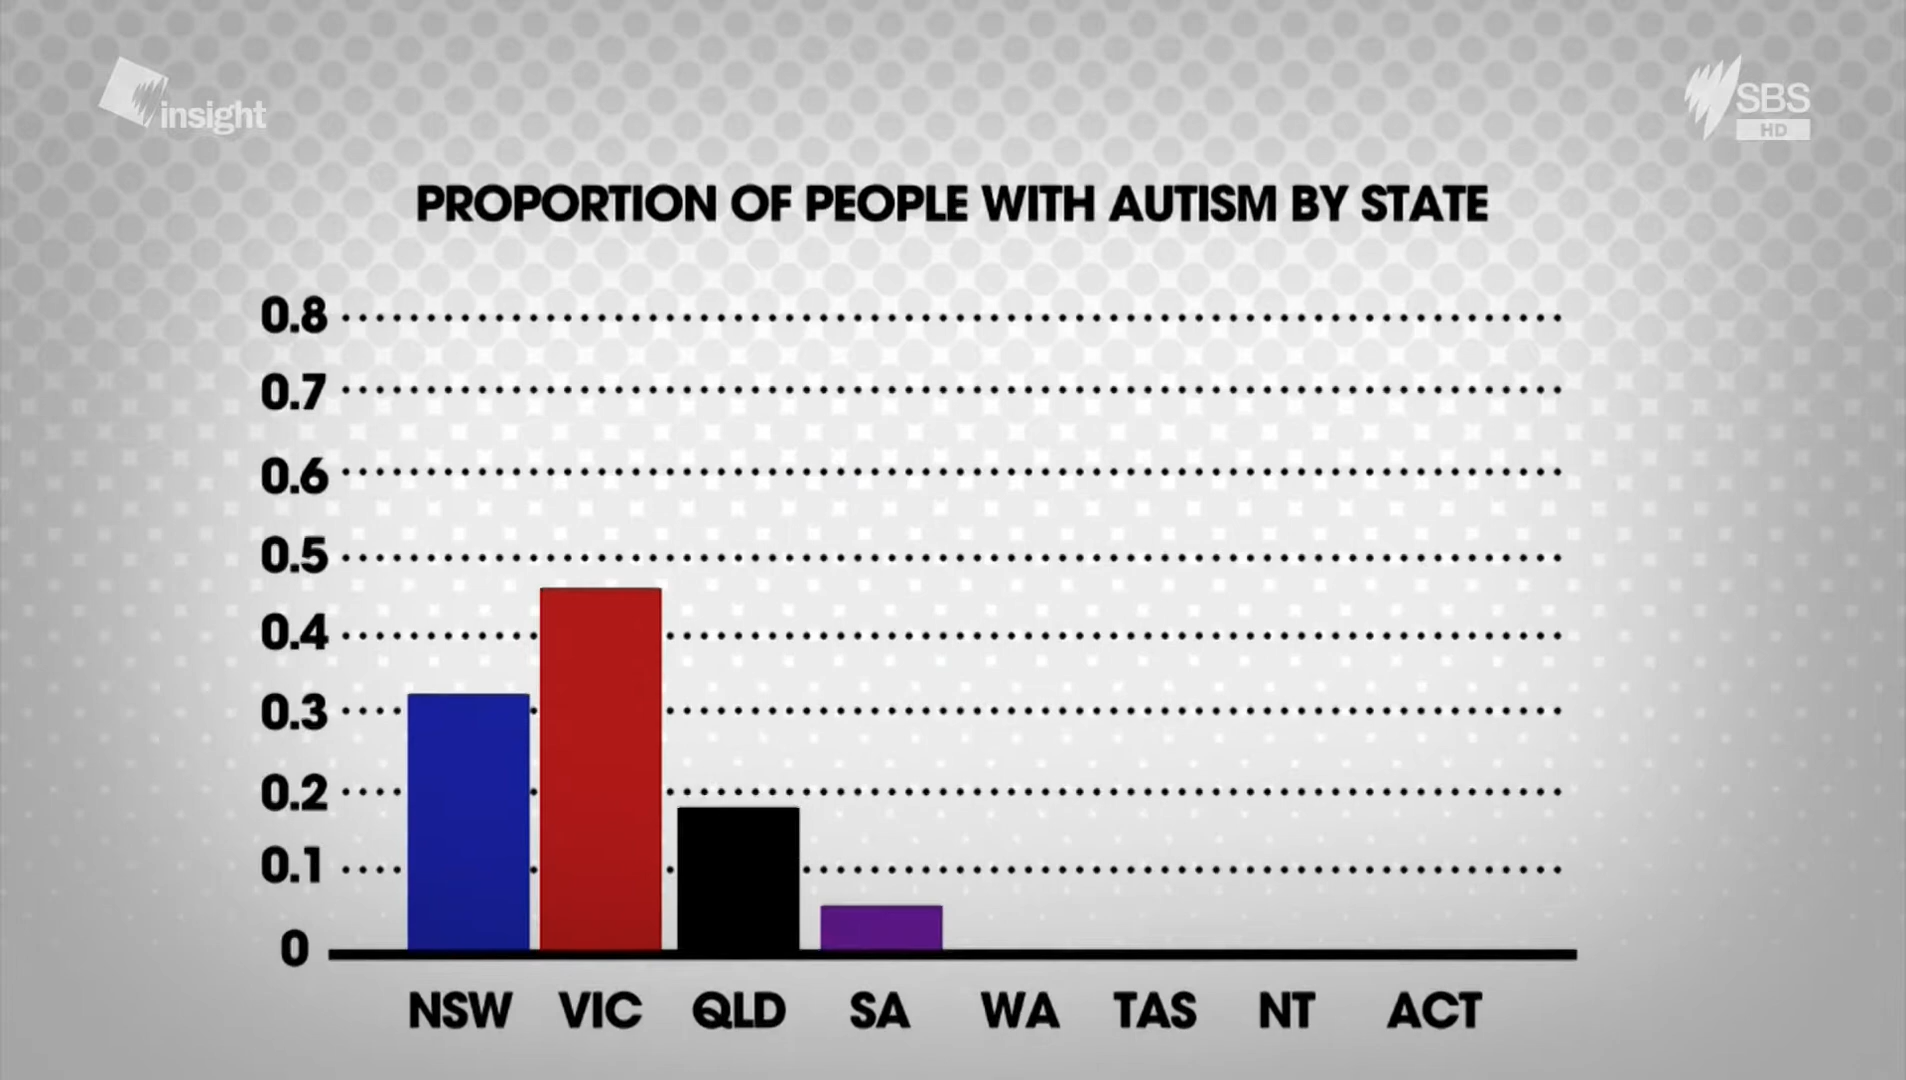 insight
SBS
HD
PROPORTION OF PEOPLE WITH AUTISM BY STATE
0.8
0.7
0.6
0.5
0.4
0.3
0.2
0.1
0
NSW VIC QLD SA WA TAS NT ACT